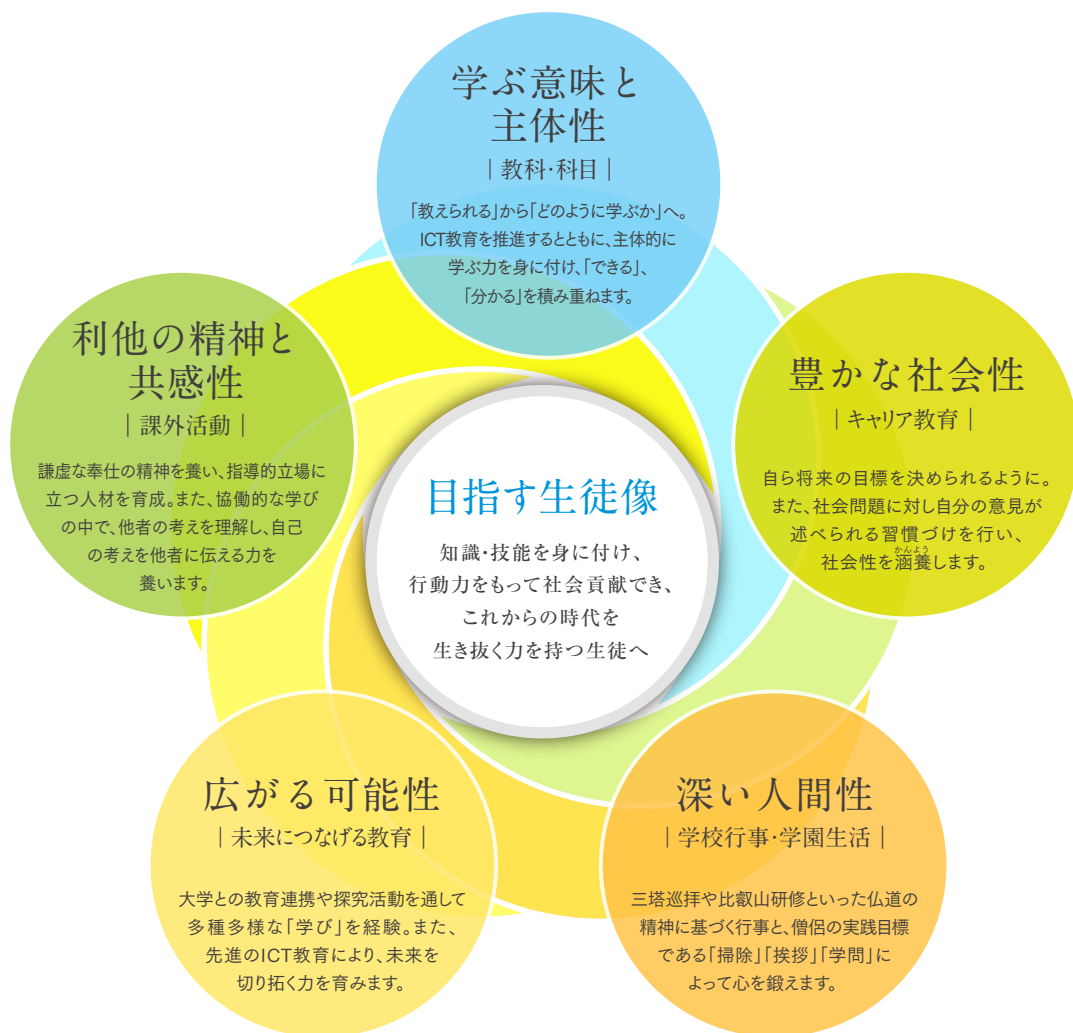 学ぶ意味と
主体性
｜教科・科目｜
「教えられる」から「どのように学ぶか」へ。
ICT教育を推進するとともに、主体的に
学ぶ力を身に付け、「できる」、
「分かる」を積み重ねます。
利他の精神と
共感性
｜課外活動｜
謙虚な奉仕の精神を養い、指導的立場に
立つ人材を育成。また、協働的な学び
の中で、他者の考えを理解し、自己
の考えを他者に伝える力を
養います。
豊かな社会性
｜キャリア教育｜
自ら将来の目標を決められるように。
また、社会問題に対し自分の意見が
述べられる習慣づけを行い、
かんよう
社会性を涵養します。
目指す生徒像
知識・技能を身に付け、
行動力をもって社会貢献でき、
これからの時代を
生き抜く力を持つ生徒へ
広がる可能性
｜未来につなげる教育｜
大学との教育連携や探究活動を通して
多種多様な「学び」を経験。また、
先進のICT教育により、未来を
切り拓く力を育みます。
深い人間性
｜学校行事・学園生活｜
三塔巡拝や比叡山研修といった仏道の
精神に基づく行事と、僧侶の実践目標
である「掃除」「挨拶」「学問」に
よって心を鍛えます。